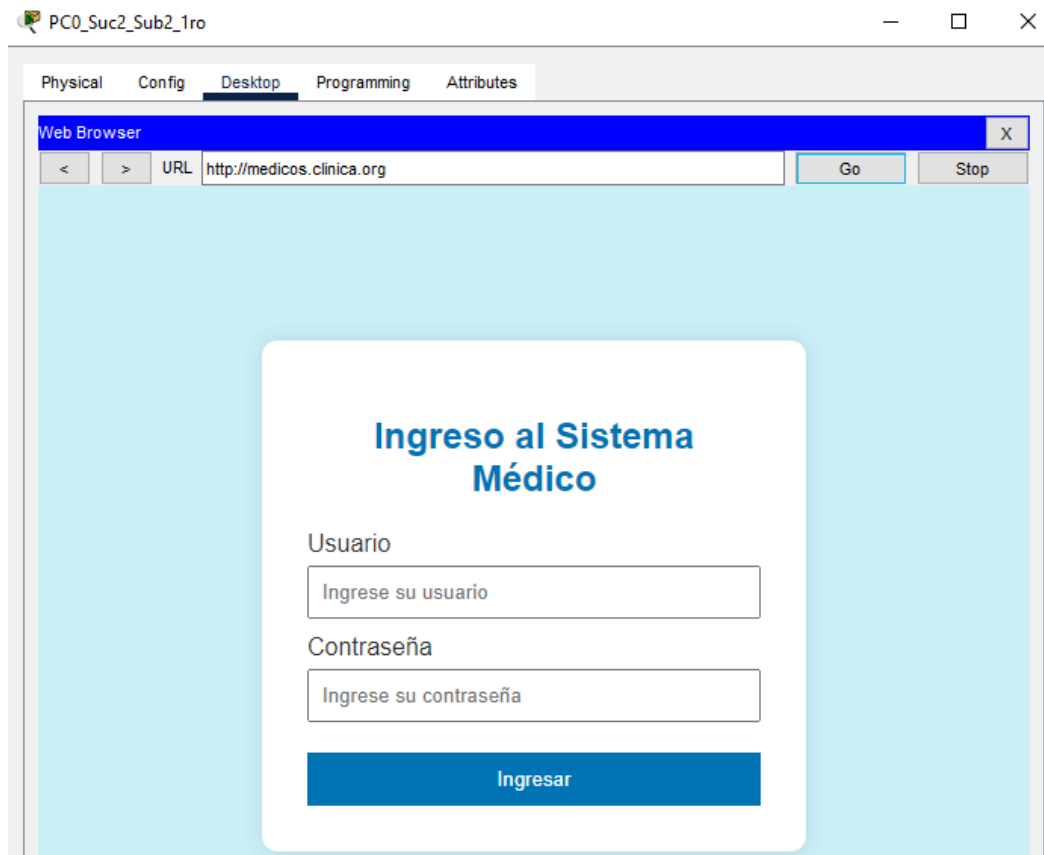 PC0_Suc2_Sub2_1ro
Physical Config Desktop Programming Attributes
Web Browser X
< > URL http://medicos.clinica.org Go Stop
Ingreso al Sistema
Médico
Usuario
Ingrese su usuario
Contraseña
Ingrese su contraseña
Ingresar